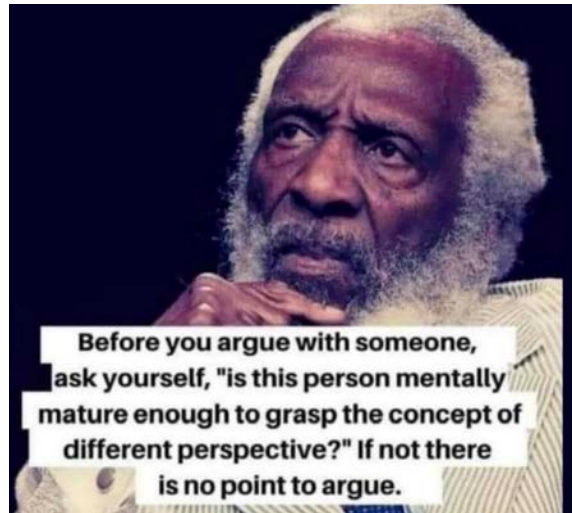 Before you argue with someone,
ask yourself, "is this person mentally
mature enough to grasp the concept of
different perspective?" If not there
is no point to argue.